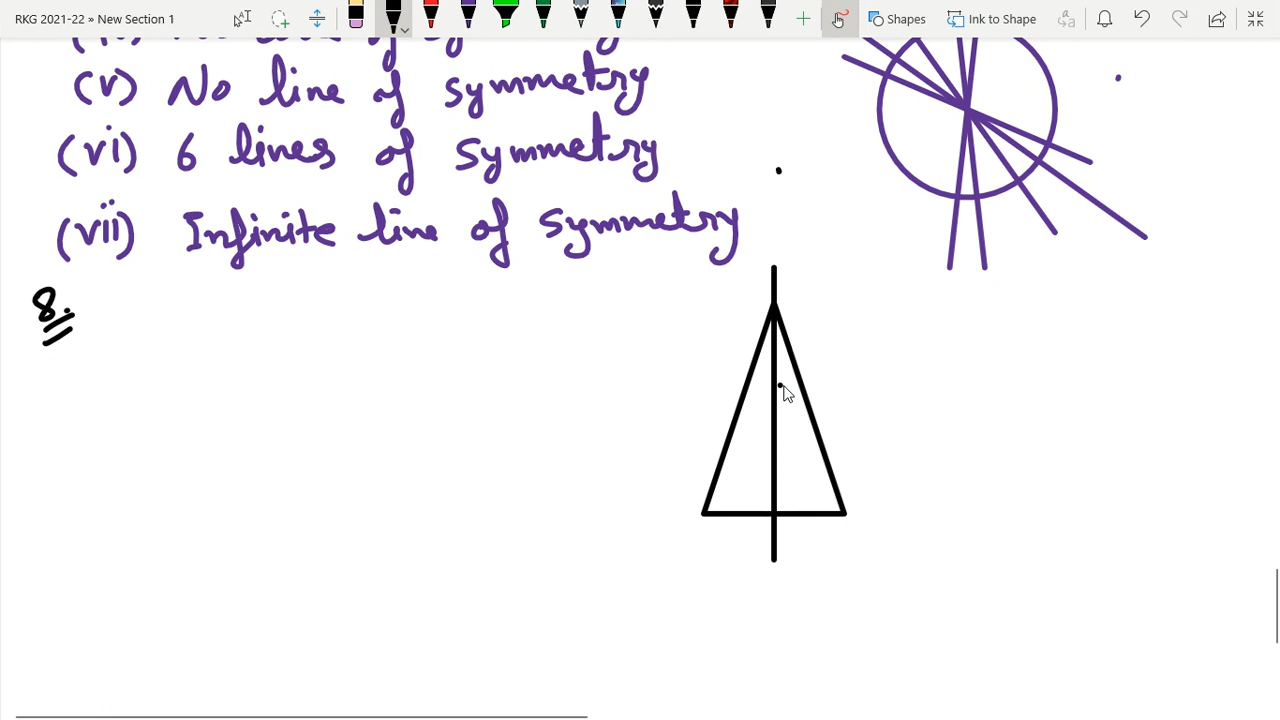 RKG 2021-22 » New Section 1
Shapes
Ink to Shape
(v) No line of symmetry
(vi) 6 lines of symmetry
(vii) Infinite line of symmetry
8.